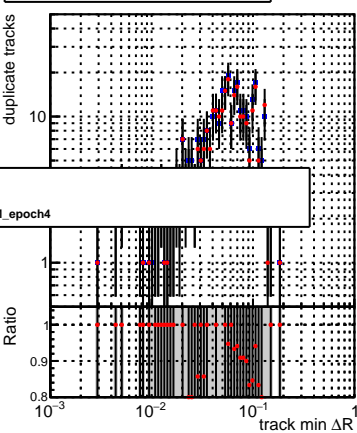 duplicate tracks
10
l_epoch4
1
Ratio
1
0.9
0.8
10−3
10−2
10−1
1
track min ΔR